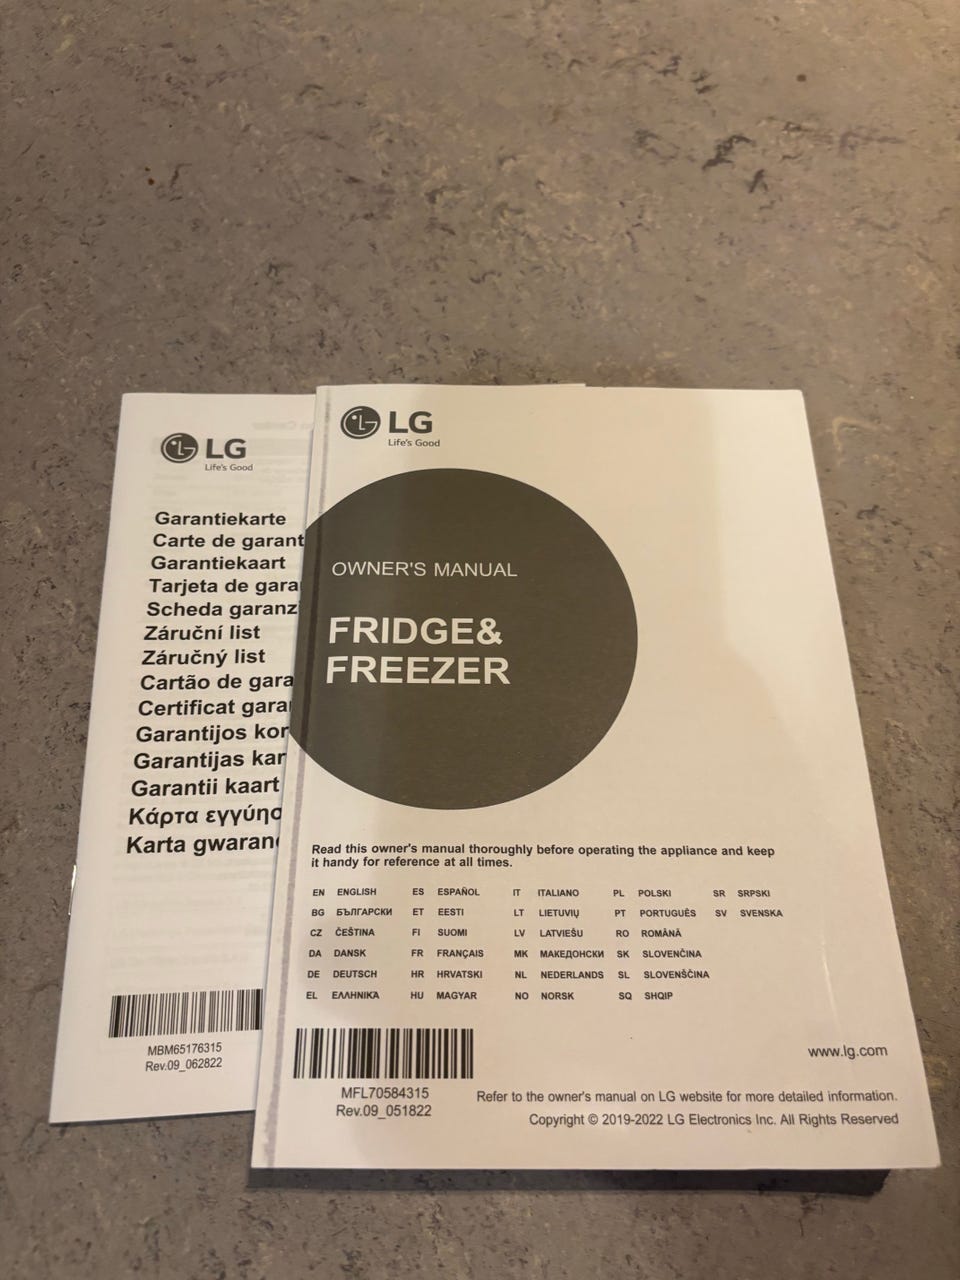 LG
Life's Good
Garantiekarte
Carte de garant
Garantiekaart
Tarjeta de gara
Scheda garanz
Záruční list
Záručný list
Cartão de gara
Certificat gara
Garantijos kor
Garantijas kar
Garantii kaart
Κάρτα εγγύησ
Karta gwaran
MBM65176315
Rev.09_062822
LG
Life's Good
OWNER'S MANUAL
FRIDGE&
FREEZER
Read this owner's manual thoroughly before operating the appliance and keep
it handy for reference at all times.
EN ENGLISH ES ESPAÑOL IT ITALIANO PL POLSKI SR SRPSKI
BG БЪЛГАРСКИ ET EESTI LT LIETUVIŲ PT PORTUGUÊS SV SVENSKA
CZ ČEŠTINA FI SUOMI LV LATVIEŠU RO ROMÂNĂ
DA DANSK FR FRANÇAIS MK МАКЕДОНСКИ SK SLOVENČINA
DE DEUTSCH HR HRVATSKI NL NEDERLANDS SL SLOVENŠČINA
EL ΕΛΛΗΝΙΚΆ HU MAGYAR NO NORSK SQ SHQIP
www.lg.com
MFL70584315
Rev.09_051822
Refer to the owner's manual on LG website for more detailed information.
Copyright © 2019-2022 LG Electronics Inc. All Rights Reserved